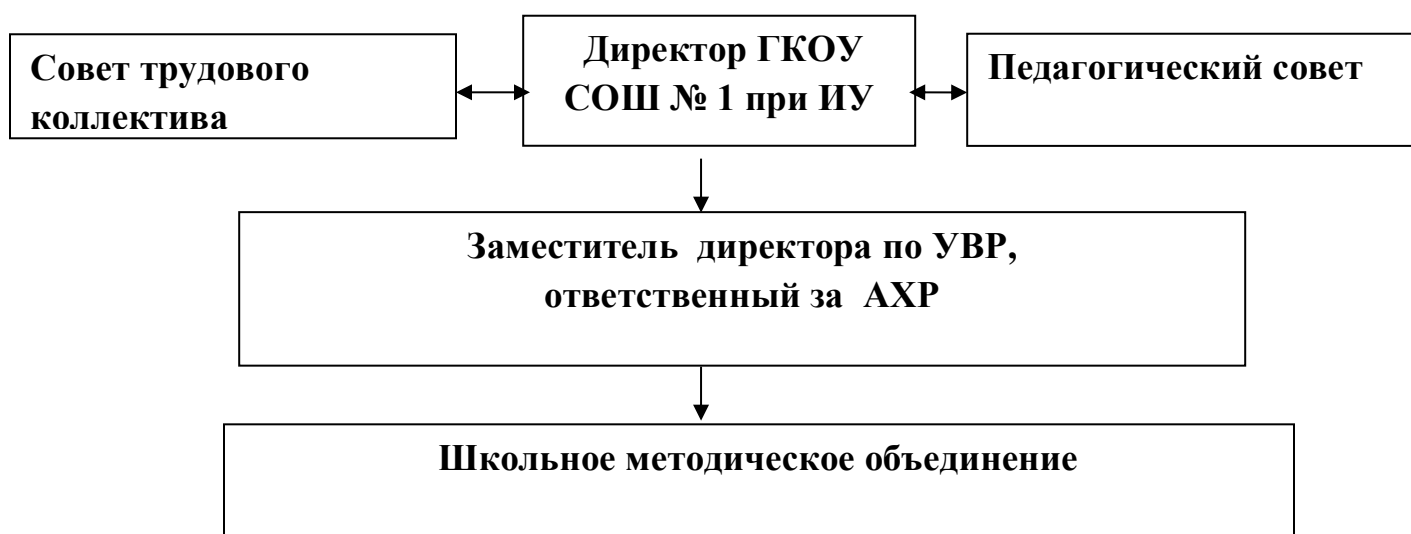 Совет трудового
коллектива
Директор ГКОУ
СОШ № 1 при ИУ
Педагогический совет
Заместитель директора по УВР,
ответственный за АХР
Школьное методическое объединение